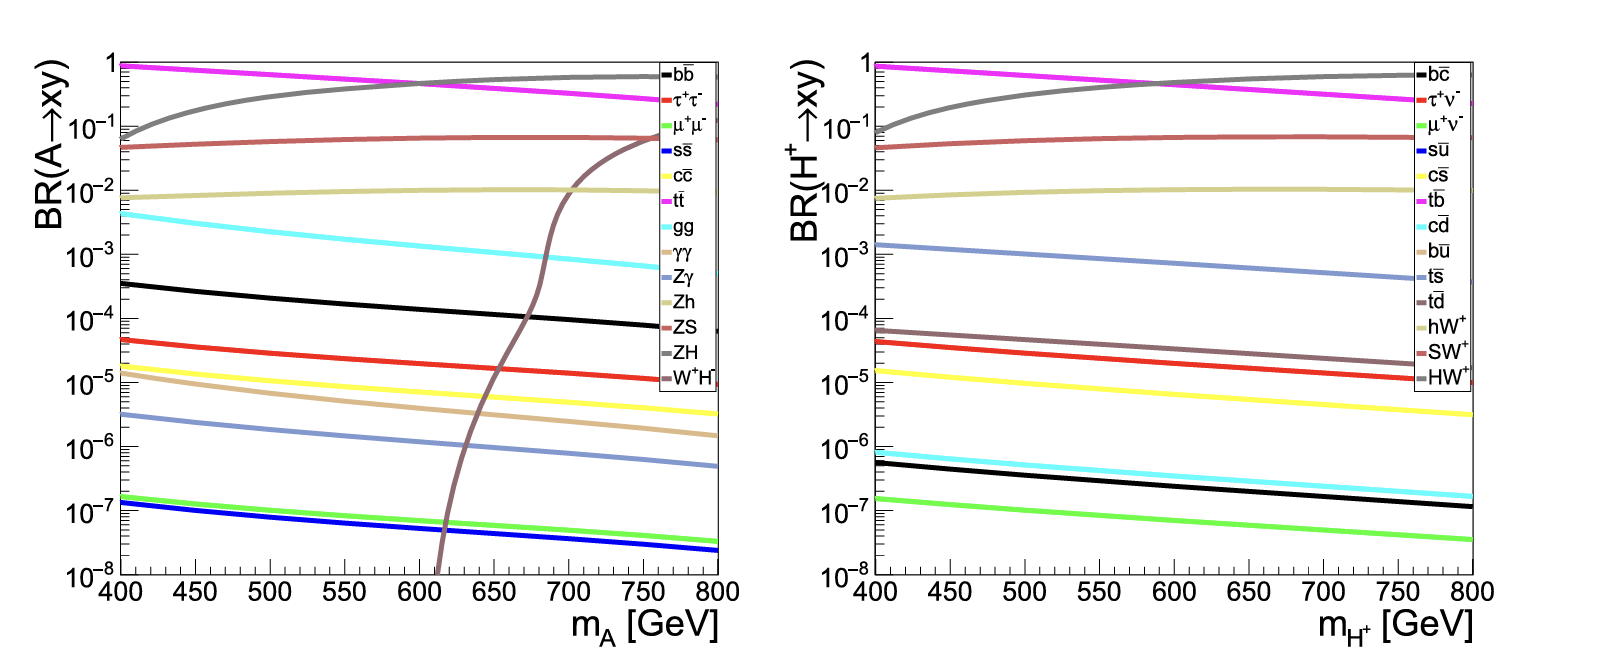 BR(A→xy)
1
10⁻¹
10⁻²
10⁻³
10⁻⁴
10⁻⁵
10⁻⁶
10⁻⁷
10⁻⁸
400 450 500 550 600 650 700 750 800
m_A [GeV]
bb̅
τ⁺τ⁻
μ⁺μ⁻
ss̅
cc̅
tt̅
gg
γγ
Zγ
Zh
ZS
ZH
W⁺H⁻
BR(H⁺→xy)
1
10⁻¹
10⁻²
10⁻³
10⁻⁴
10⁻⁵
10⁻⁶
10⁻⁷
10⁻⁸
400 450 500 550 600 650 700 750 800
m_H⁺ [GeV]
bc̅
τ⁺ν⁻
μ⁺ν⁻
su̅
cs̅
tb̅
cd̅
bu̅
ts̅
td̅
hW⁺
SW⁺
HW⁺